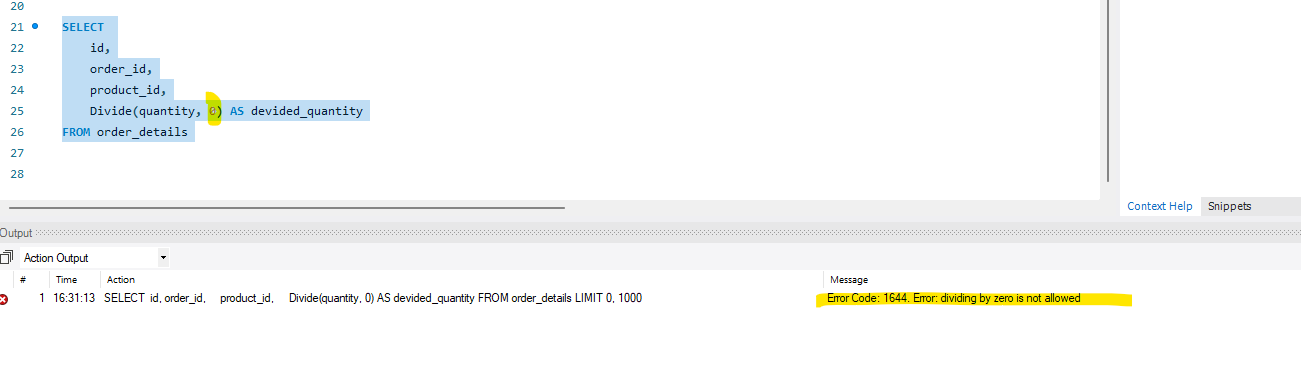 20
21 SELECT
22 id,
23 order_id,
24 product_id,
25 Divide(quantity, 0) AS devided_quantity
26 FROM order_details
27
28
Context Help Snippets
Output
Action Output
# Time Action Message
1 16:31:13 SELECT id, order_id, product_id, Divide(quantity, 0) AS devided_quantity FROM order_details LIMIT 0, 1000 Error Code: 1644. Error: dividing by zero is not allowed